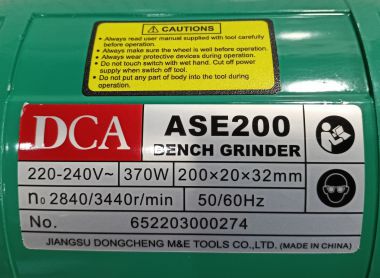 ⚠ CAUTIONS
• Always read user manual supplied with tool carefully
before operation.
• Always make sure the wheel is well before operation.
• Always wear protective devices during operation.
• Do not touch switch with wet hand. Cut off power
supply when switch off tool.
• Do not put any part of body into the tool during
operation.
DCA ASE200
BENCH GRINDER
220-240V~ 370W 200×20×32mm
n₀ 2840/3440r/min 50/60Hz
No. 652203000274
JIANGSU DONGCHENG M&E TOOLS CO.,LTD. (MADE IN CHINA)